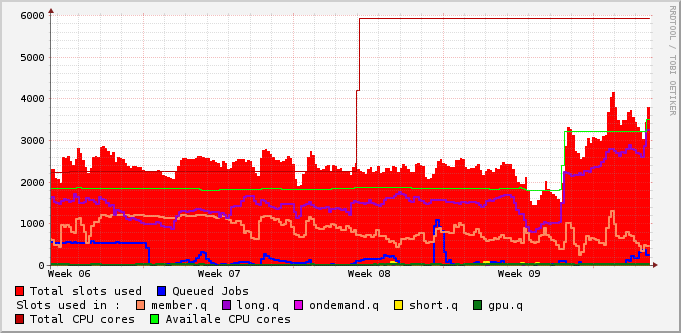 6000
5000
4000
3000
2000
1000
0
Week 06 Week 07 Week 08 Week 09
Total slots used Queued Jobs
Slots used in : member.q long.q ondemand.q short.q gpu.q
Total CPU cores Availale CPU cores
RRDTOOL / TOBI OETIKER